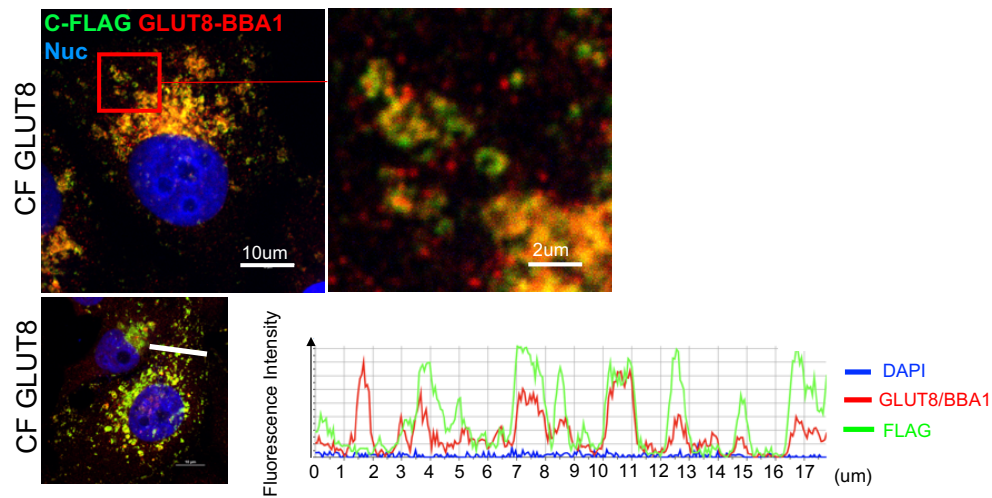 C-FLAG GLUT8-BBA1
Nuc
CF GLUT8
10um
2um
CF GLUT8
Fluorescence Intensity
DAPI
GLUT8/BBA1
FLAG
0 1 2 3 4 5 6 7 8 9 10 11 12 13 14 15 16 17 (um)